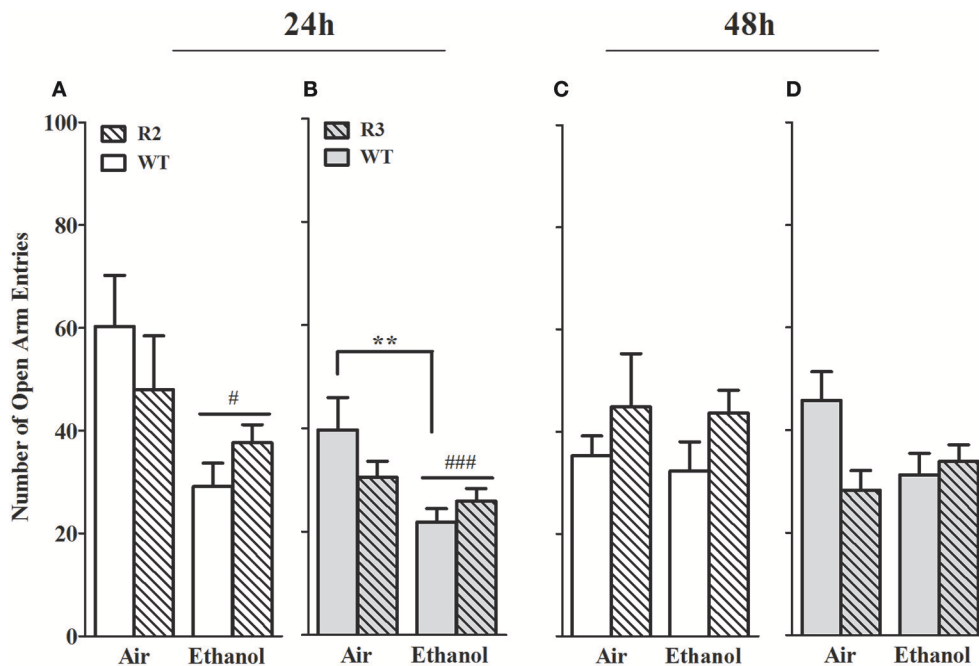 24h
48h
A
B
C
D
100
80
60
40
20
0
Number of Open Arm Entries
R2
WT
R3
WT
#
**
###
Air Ethanol
Air Ethanol
Air Ethanol
Air Ethanol